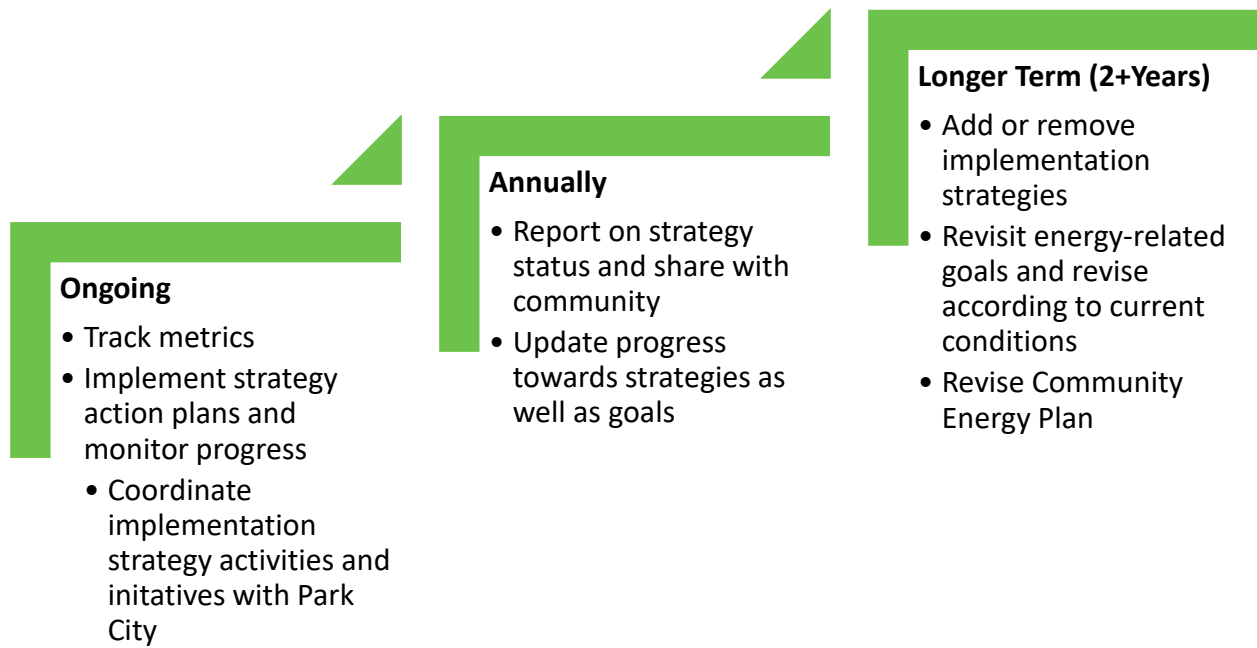 Ongoing
• Track metrics
• Implement strategy
action plans and
monitor progress
• Coordinate
implementation
strategy activities and
initatives with Park
City
Annually
• Report on strategy
status and share with
community
• Update progress
towards strategies as
well as goals
Longer Term (2+Years)
• Add or remove
implementation
strategies
• Revisit energy-related
goals and revise
according to current
conditions
• Revise Community
Energy Plan